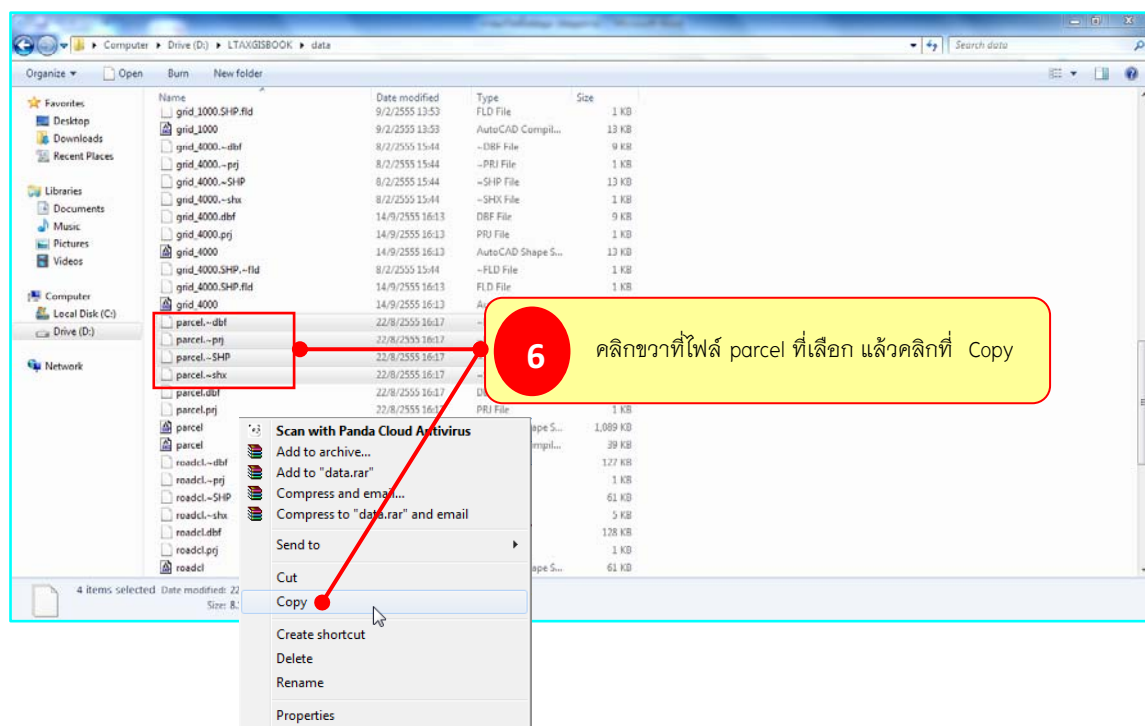 Computer ▸ Drive (D:) ▸ LTAXGISBOOK ▸ data
Search data
Organize ▾ Open Burn New folder
Favorites
Desktop
Downloads
Recent Places
Libraries
Documents
Music
Pictures
Videos
Computer
Local Disk (C:)
Drive (D:)
Network
Name Date modified Type Size
grid_1000.SHP.fld 9/2/2555 13:53 FLD File 1 KB
grid_1000 9/2/2555 13:53 AutoCAD Compil... 13 KB
grid_4000.~dbf 8/2/2555 15:44 ~DBF File 9 KB
grid_4000.~prj 8/2/2555 15:44 ~PRJ File 1 KB
grid_4000.~SHP 8/2/2555 15:44 ~SHP File 13 KB
grid_4000.~shx 8/2/2555 15:44 ~SHX File 1 KB
grid_4000.dbf 14/9/2555 16:13 DBF File 9 KB
grid_4000.prj 14/9/2555 16:13 PRJ File 1 KB
grid_4000 14/9/2555 16:13 AutoCAD Shape S... 13 KB
grid_4000.SHP.~fld 8/2/2555 15:44 ~FLD File 1 KB
grid_4000.SHP.fld 14/9/2555 16:13 FLD File 1 KB
grid_4000 14/9/2555 16:13
parcel.~dbf 22/8/2555 16:17
parcel.~prj 22/8/2555 16:17
parcel.~SHP 22/8/2555 16:17
parcel.~shx 22/8/2555 16:17
parcel.dbf 22/8/2555 16:17
parcel.prj 22/8/2555 16:17 PRJ File 1 KB
parcel ape S... 1,089 KB
parcel mpil... 39 KB
roadcl.~dbf 127 KB
roadcl.~prj 1 KB
roadcl.~SHP 61 KB
roadcl.~shx 5 KB
roadcl.dbf 128 KB
roadcl.prj 1 KB
roadcl ape S... 61 KB
6 คลิกขวาที่ไฟล์ parcel ที่เลือก แล้วคลิกที่ Copy
Scan with Panda Cloud Antivirus
Add to archive...
Add to "data.rar"
Compress and email...
Compress to "data.rar" and email
Send to
Cut
Copy
Create shortcut
Delete
Rename
Properties
4 items selected Date modified: 22
Size: 8.